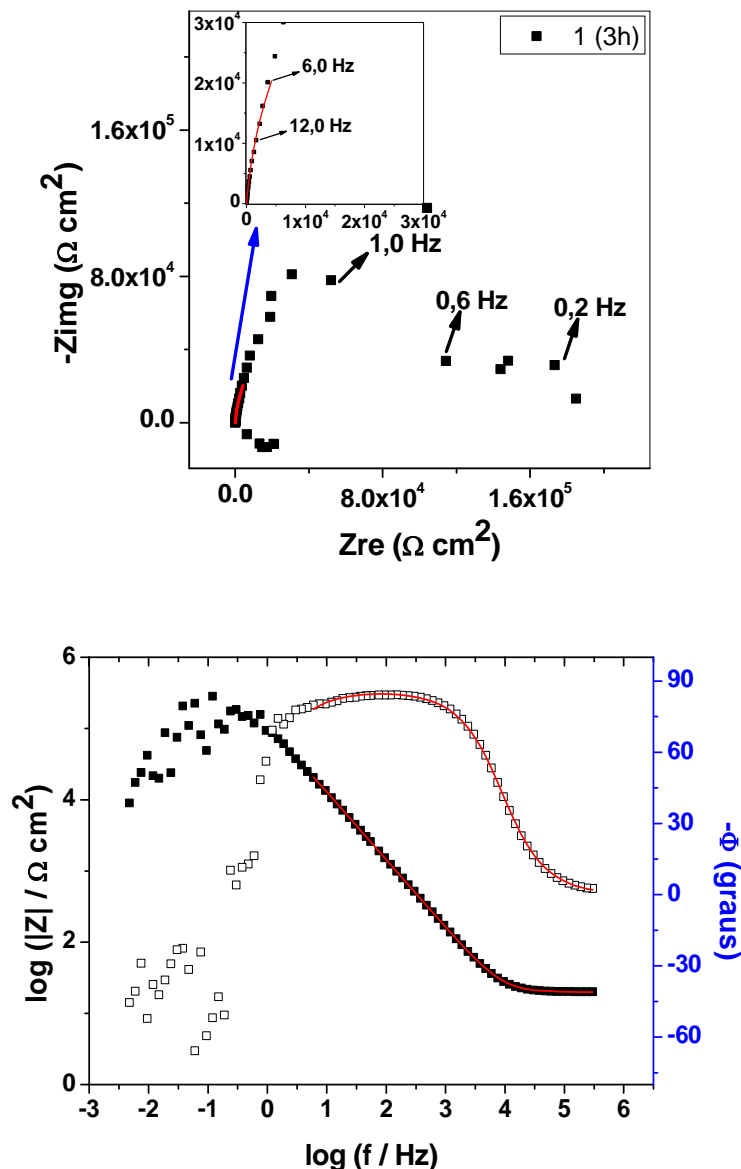 1 (3h)
3x10⁴
2x10⁴
1x10⁴
0
0 1x10⁴ 2x10⁴ 3x10⁴
6,0 Hz
12,0 Hz
1,0 Hz
0,6 Hz
0,2 Hz
1.6x10⁵
8.0x10⁴
0.0
-Zimg (Ω cm²)
0.0 8.0x10⁴ 1.6x10⁵
Zre (Ω cm²)
6
4
2
0
log (|Z| / Ω cm²)
90
60
30
0
-30
-60
-Φ (graus)
-3 -2 -1 0 1 2 3 4 5 6
log (f / Hz)